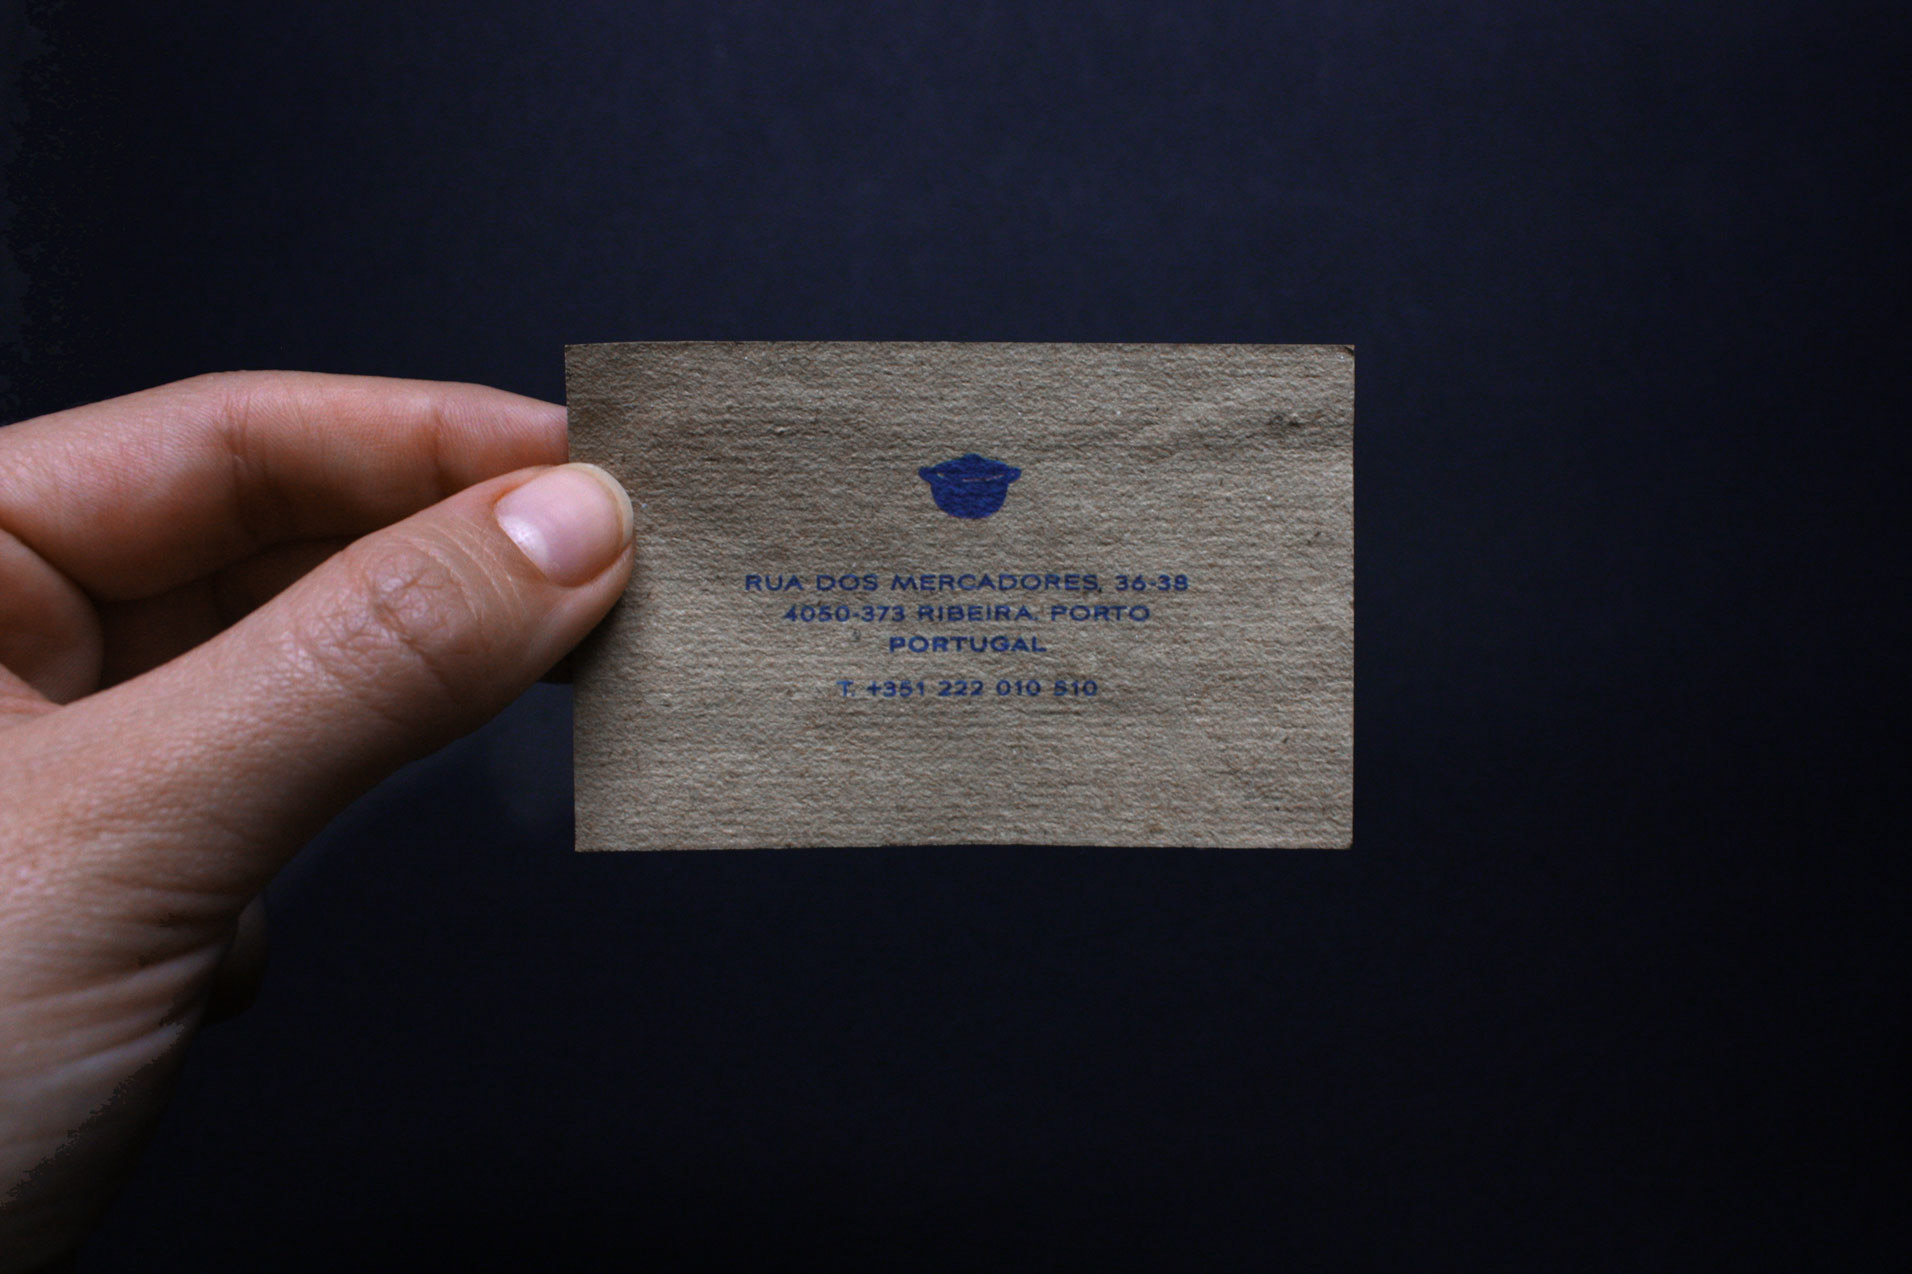 RUA DOS MERCADORES, 36-38
4050-373 RIBEIRA. PORTO
PORTUGAL
T. +351 222 010 510